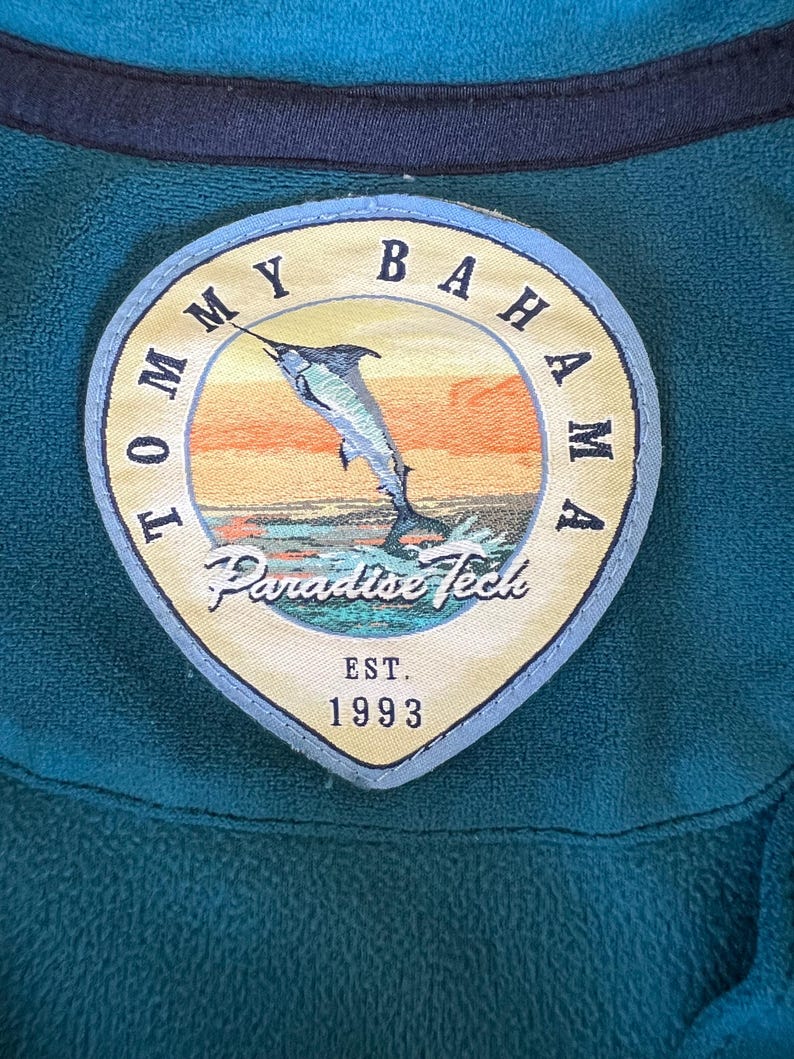 TOMMY BAHAMA
Paradise Tech
EST.
1993